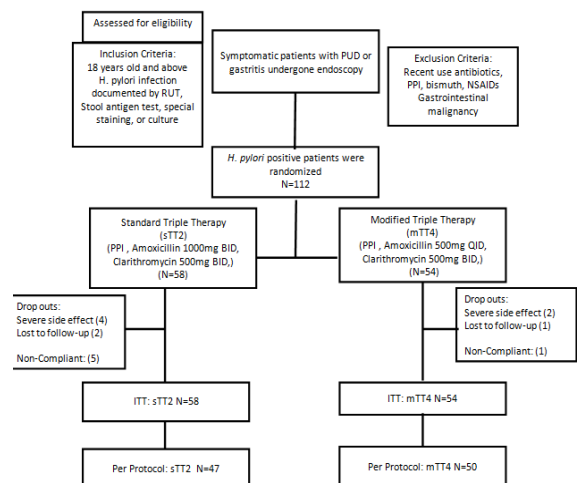 Assessed for eligibility
Inclusion Criteria:
18 years old and above
H. pylori infection
documented by RUT,
Stool antigen test, special
staining, or culture
Symptomatic patients with PUD or
gastritis undergone endoscopy
Exclusion Criteria:
Recent use antibiotics,
PPI, bismuth, NSAIDs
Gastrointestinal
malignancy
H. pylori positive patients were
randomized
N=112
Standard Triple Therapy
(sTT2)
(PPI , Amoxicillin 1000mg BID,
Clarithromycin 500mg BID,)
(N=58)
Modified Triple Therapy
(mTT4)
(PPI , Amoxicillin 500mg QID,
Clarithromycin 500mg BID,)
(N=54)
Drop outs:
Severe side effect (4)
Lost to follow-up (2)
Non-Compliant: (5)
Drop outs:
Severe side effect (2)
Lost to follow-up (1)
Non-Compliant: (1)
ITT: sTT2 N=58
ITT: mTT4 N=54
Per Protocol: sTT2 N=47
Per Protocol: mTT4 N=50